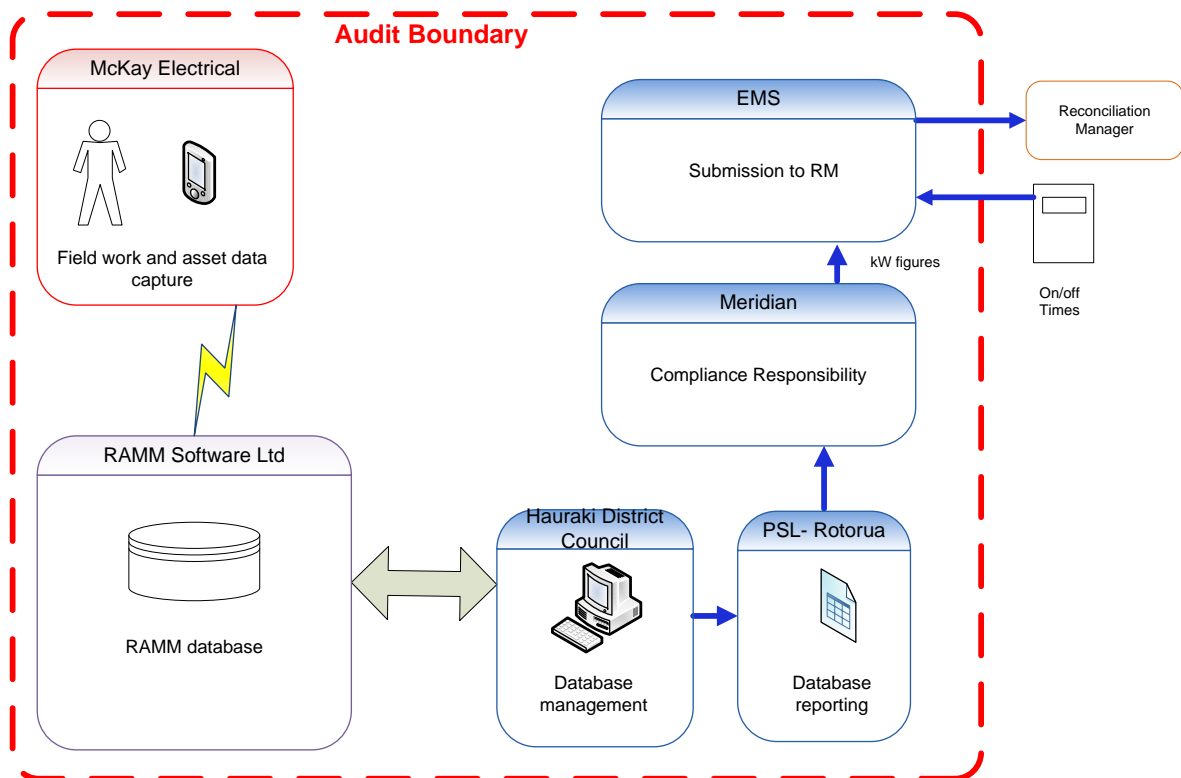 Audit Boundary
McKay Electrical
Field work and asset data
capture
EMS
Submission to RM
Reconciliation
Manager
On/off
Times
kW figures
Meridian
Compliance Responsibility
RAMM Software Ltd
RAMM database
Hauraki District
Council
Database
management
PSL- Rotorua
Database
reporting